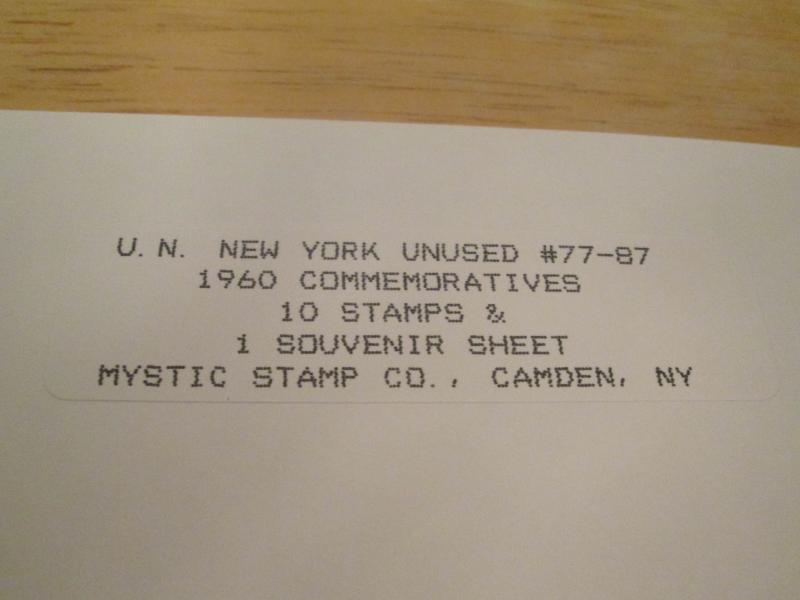 U. N. NEW YORK UNUSED #77-87
1960 COMMEMORATIVES
10 STAMPS &
1 SOUVENIR SHEET
MYSTIC STAMP CO., CAMDEN, NY